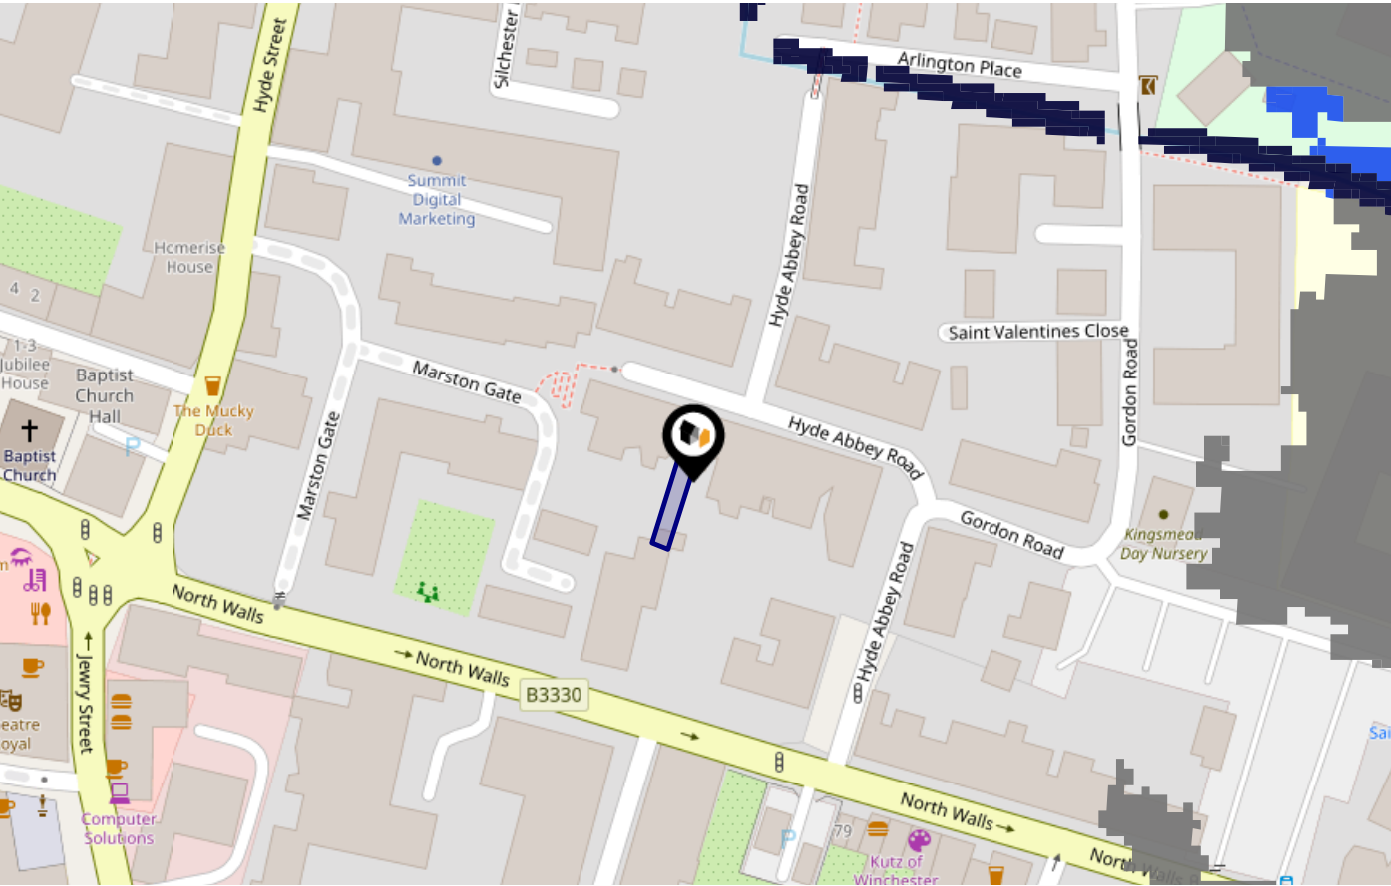 Hyde Street
Silchester
Arlington Place
Summit
Digital
Marketing
Hyde Abbey Road
Hcmerise
House
4 2
1-3
Jubilee
House
Baptist
Church
Hall
The Mucky
Duck
P
Baptist
Church
Marston Gate
Marston Gate
Saint Valentines Close
Gordon Road
Hyde Abbey Road
Gordon Road
Kingsmead
Day Nursery
Hyde Abbey Road
North Walls
North Walls
B3330
Jewry Street
eatre
oyal
Computer
Solutions
North Walls
79
P
Kutz of
Winchester
North Walls
Sai